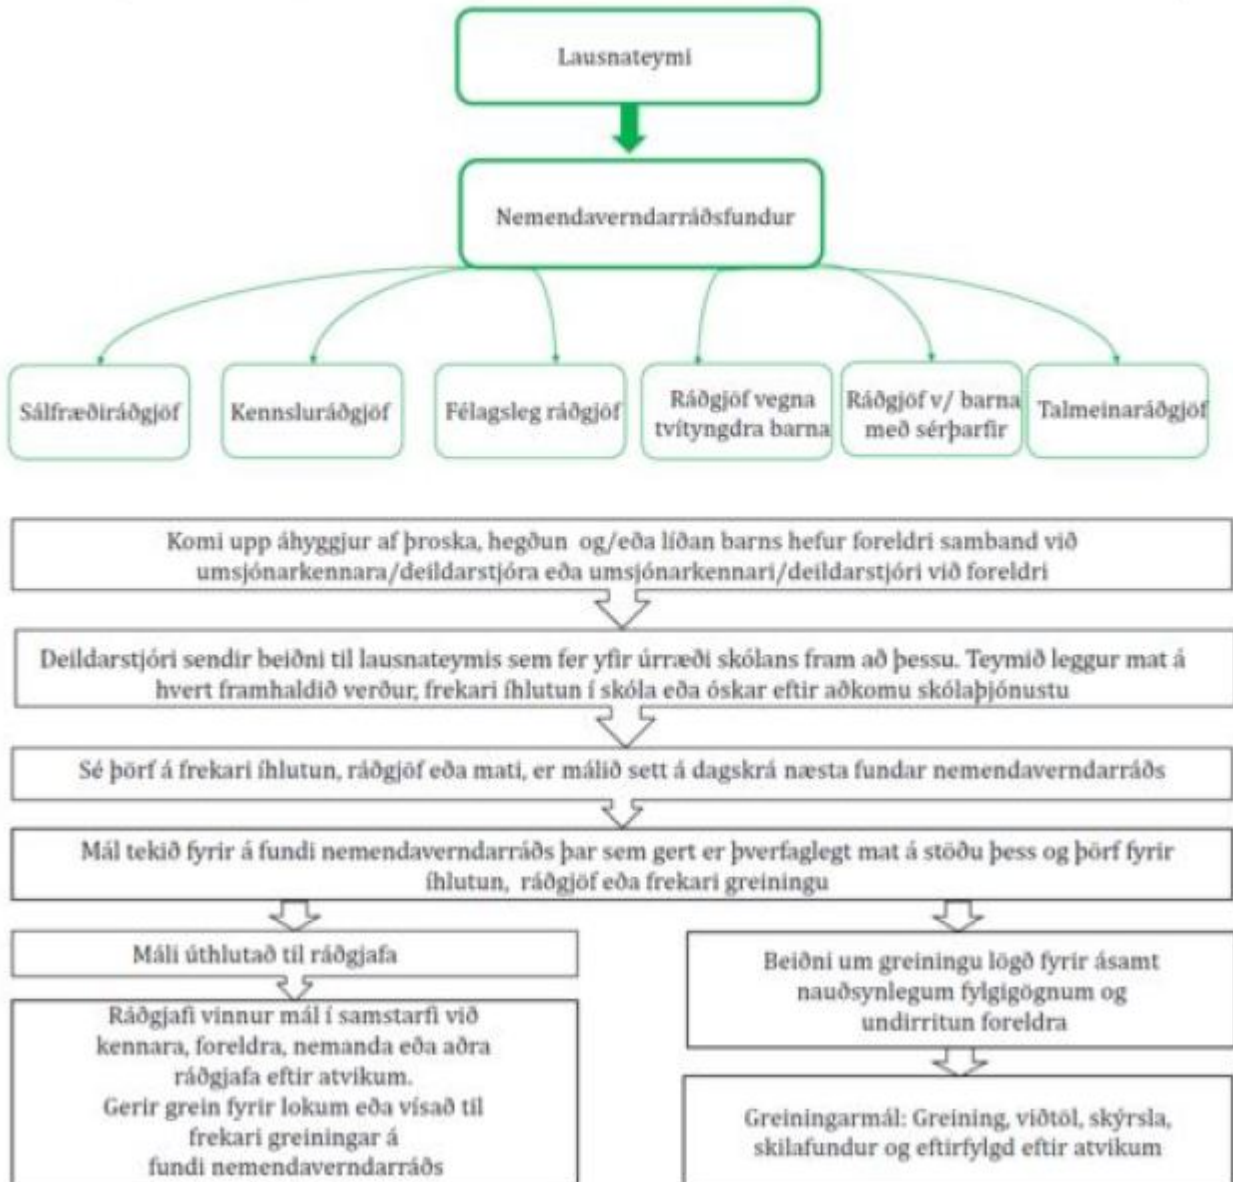 Lausnateymi
Nemendaverndarráðsfundur
Sálfræðiráðgjöf
Kennsluráðgjöf
Félagsleg ráðgjöf
Ráðgjöf vegna
tvítyngdra barna
Ráðgjöf v/ barna
með sérþarfir
Talmeinaráðgjöf
Komi upp áhyggjur af þroska, hegðun og/eða líðan barns hefur foreldri samband við
umsjónarkennara/deildarstjóra eða umsjónarkennari/deildarstjóri við foreldri
Deildarstjóri sendir beiðni til lausnateymis sem fer yfir úrræði skólans fram að þessu. Teymið leggur mat á
hvert framhaldið verður, frekari íhlutun í skóla eða óskar eftir aðkomu skólaþjónustu
Sé þörf á frekari íhlutun, ráðgjöf eða mati, er málið sett á dagskrá næsta fundar nemendaverndarráðs
Mál tekið fyrir á fundi nemendaverndarráðs þar sem gert er þverfaglegt mat á stöðu þess og þörf fyrir
íhlutun, ráðgjöf eða frekari greiningu
Máli úthlutað til ráðgjafa
Ráðgjafi vinnur mál í samstarfi við
kennara, foreldra, nemanda eða aðra
ráðgjafa eftir atvikum.
Gerir grein fyrir lokum eða vísað til
frekari greiningar á
fundi nemendaverndarráðs
Beiðni um greiningu lögð fyrir ásamt
nauðsynlegum fylgigögnum og
undirritun foreldra
Greiningarmál: Greining, viðtöl, skýrsla,
skilafundur og eftirfylgd eftir atvikum